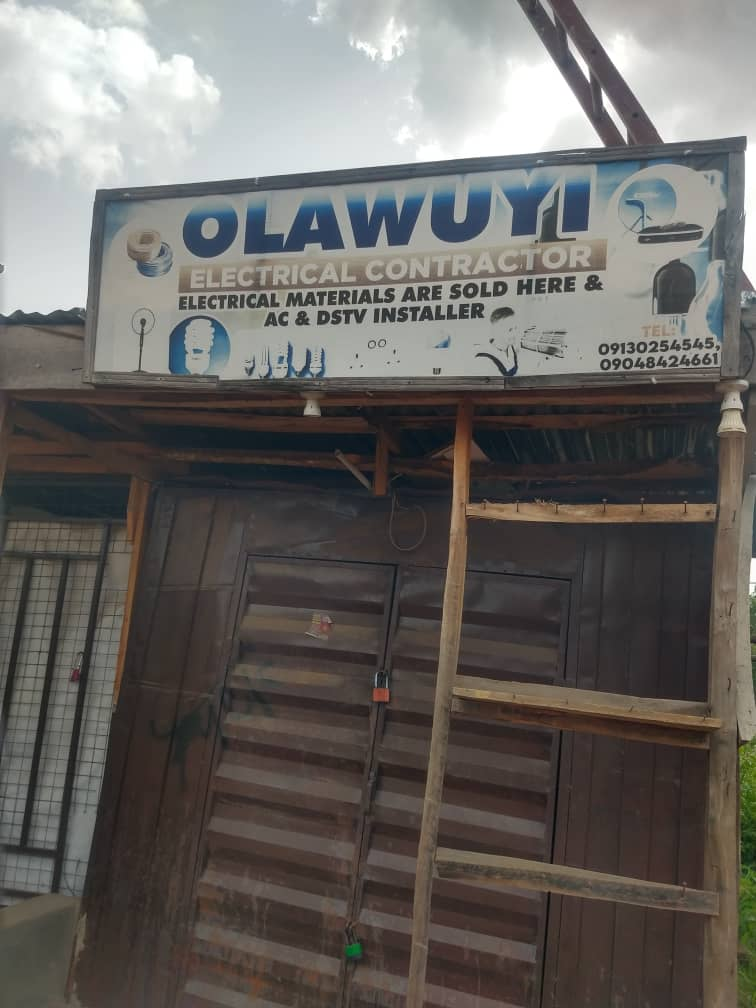 OLAWUYI
ELECTRICAL CONTRACTOR
ELECTRICAL MATERIALS ARE SOLD HERE &
AC & DSTV INSTALLER
TEL:
09130254545,
09048424661